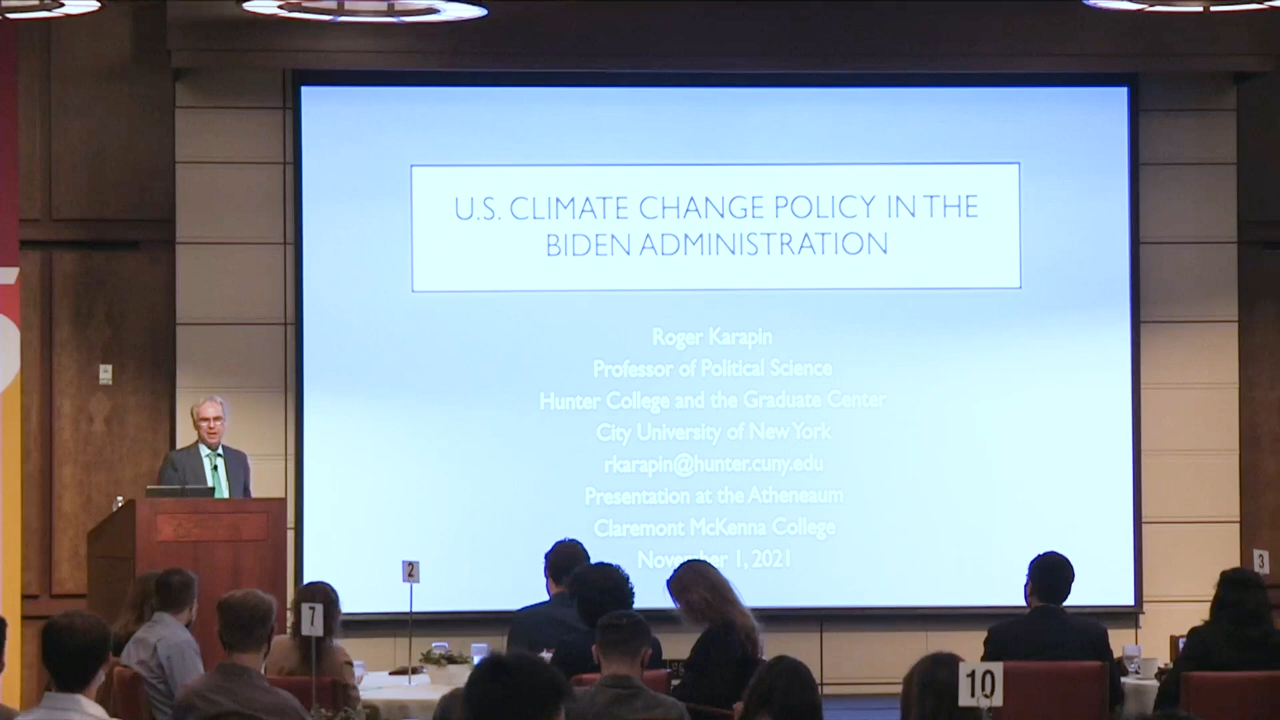 U.S. CLIMATE CHANGE POLICY IN THE
BIDEN ADMINISTRATION
Roger Karapin
Professor of Political Science
Hunter College and the Graduate Center
City University of New York
rkarapin@hunter.cuny.edu
Presentation at the Atheneaum
Claremont McKenna College
November 1, 2021
2
3
7
10